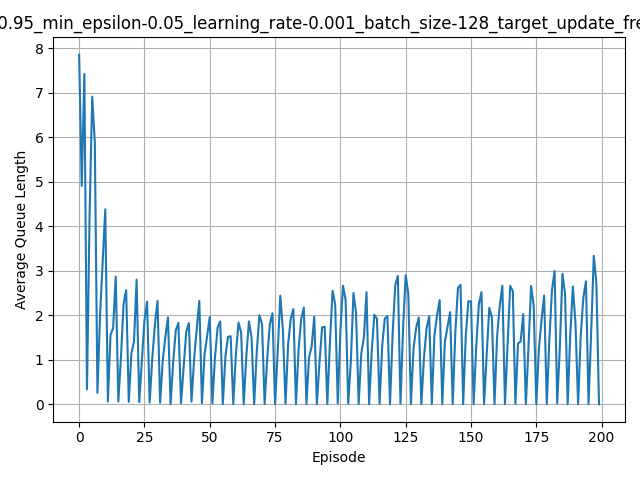 0.95_min_epsilon-0.05_learning_rate-0.001_batch_size-128_target_update_fre
8
7
6
5
4
3
2
1
0
Average Queue Length
0 25 50 75 100 125 150 175 200
Episode